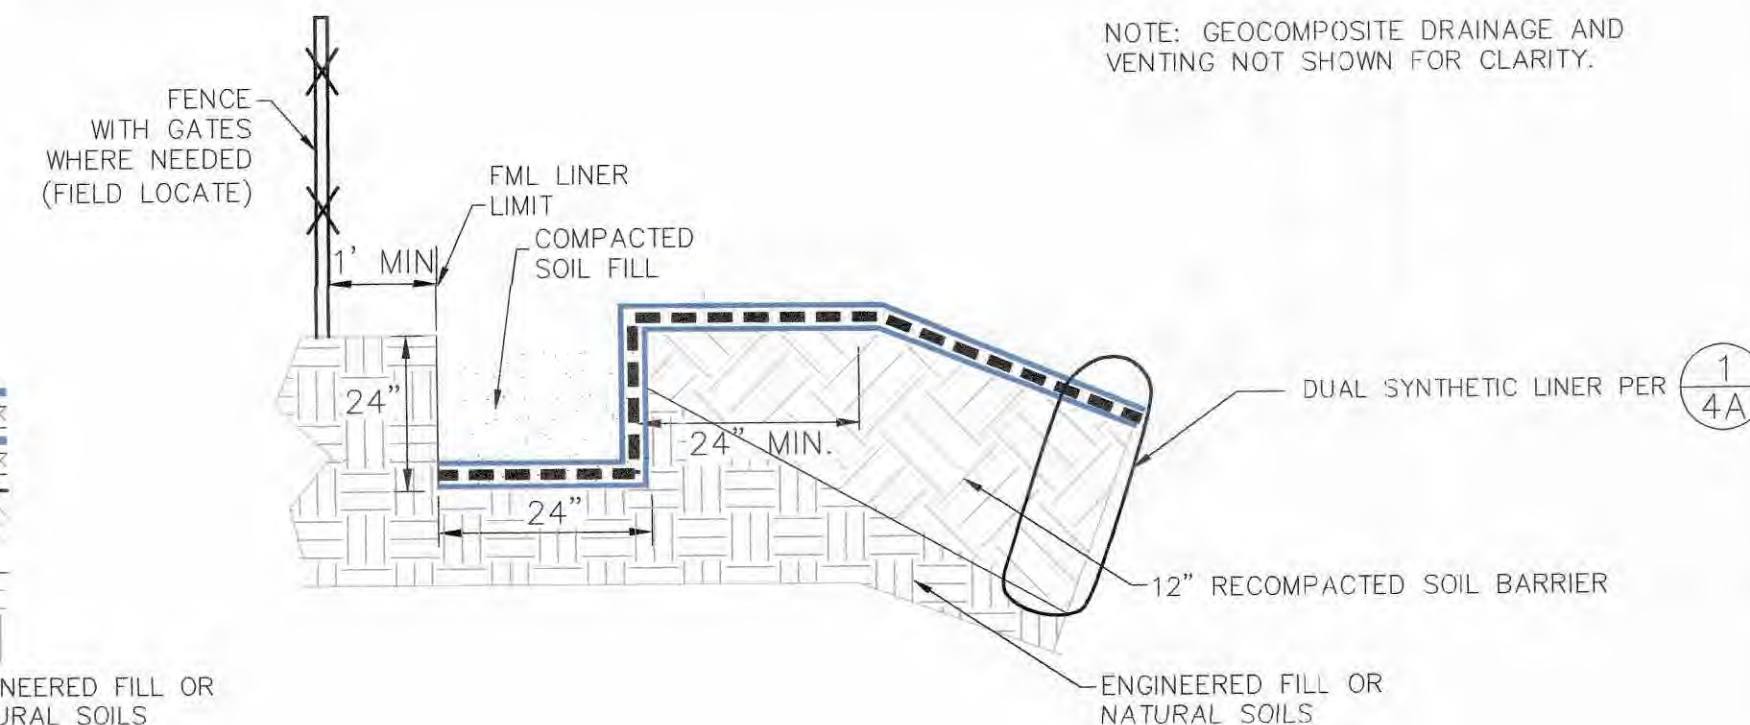 NOTE: GEOCOMPOSITE DRAINAGE AND
VENTING NOT SHOWN FOR CLARITY.
FENCE
WITH GATES
WHERE NEEDED
(FIELD LOCATE)
FML LINER
LIMIT
COMPACTED
SOIL FILL
1' MIN
24"
24" MIN.
24"
DUAL SYNTHETIC LINER PER
1
4A
12" RECOMPACTED SOIL BARRIER
ENGINEERED FILL OR
NATURAL SOILS
NEERED FILL OR
URAL SOILS